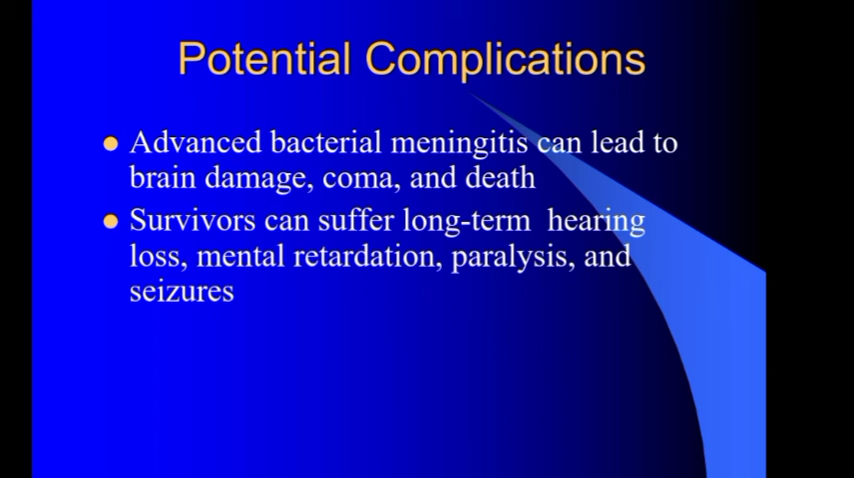 Potential Complications
Advanced bacterial meningitis can lead to
brain damage, coma, and death
Survivors can suffer long-term hearing
loss, mental retardation, paralysis, and
seizures